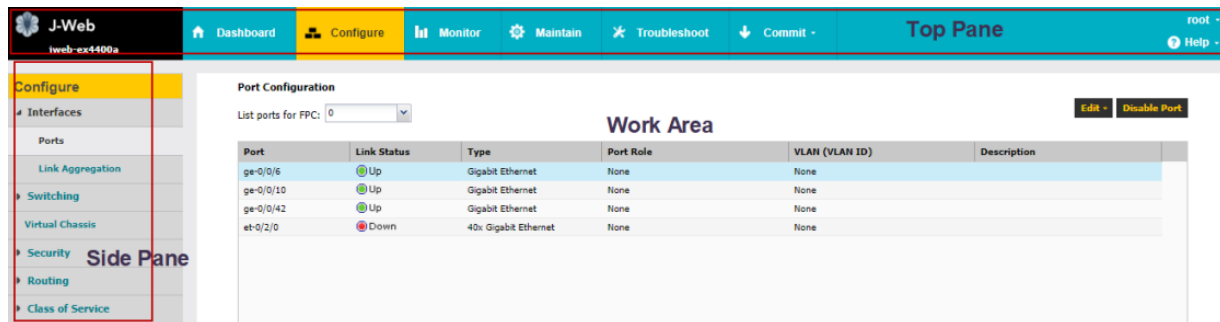 J-Web
iweb-ex4400a
Dashboard
Configure
Monitor
Maintain
Troubleshoot
Commit
Top Pane
root
Help
Configure
Interfaces
Ports
Link Aggregation
Switching
Virtual Chassis
Security
Side Pane
Routing
Class of Service
Port Configuration
List ports for FPC: 0
Work Area
Edit
Disable Port
Port Link Status Type Port Role VLAN (VLAN ID) Description
ge-0/0/6 Up Gigabit Ethernet None None
ge-0/0/10 Up Gigabit Ethernet None None
ge-0/0/42 Up Gigabit Ethernet None None
et-0/2/0 Down 40x Gigabit Ethernet None None